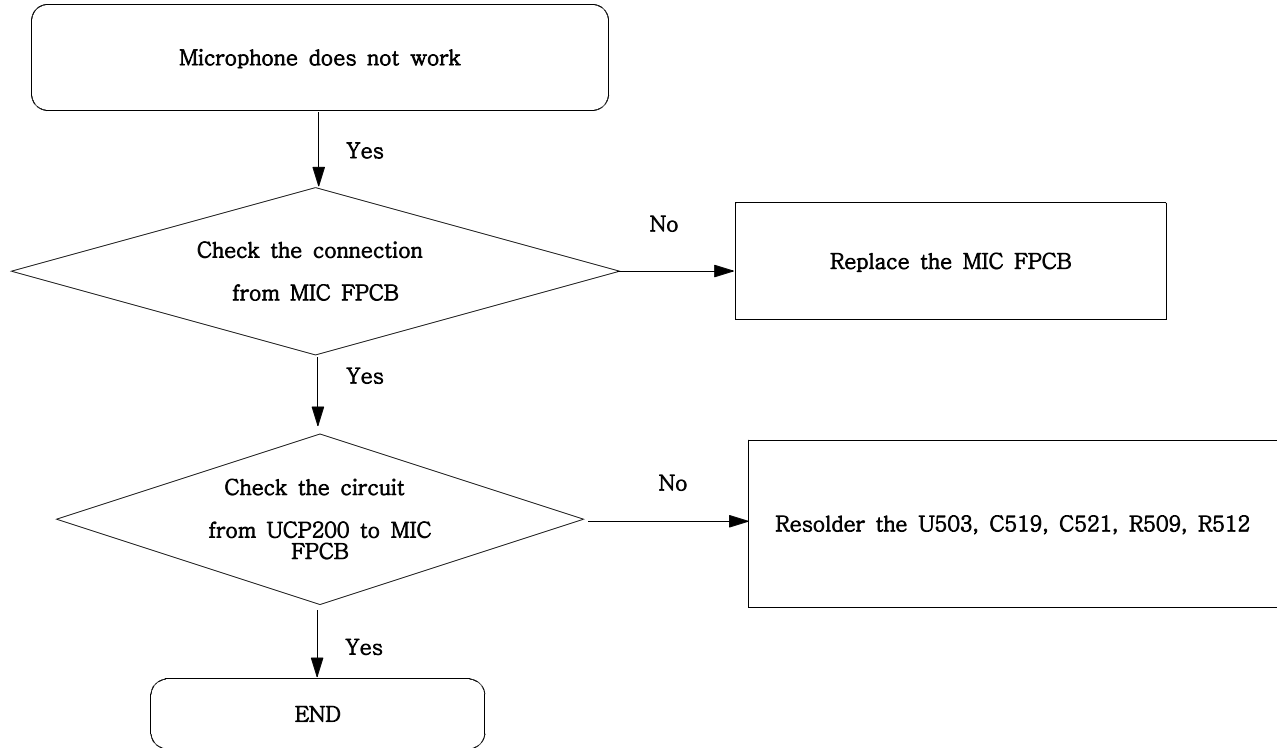 Microphone does not work
Yes
Check the connection
from MIC FPCB
No
Replace the MIC FPCB
Yes
Check the circuit
from UCP200 to MIC
FPCB
No
Resolder the U503, C519, C521, R509, R512
Yes
END